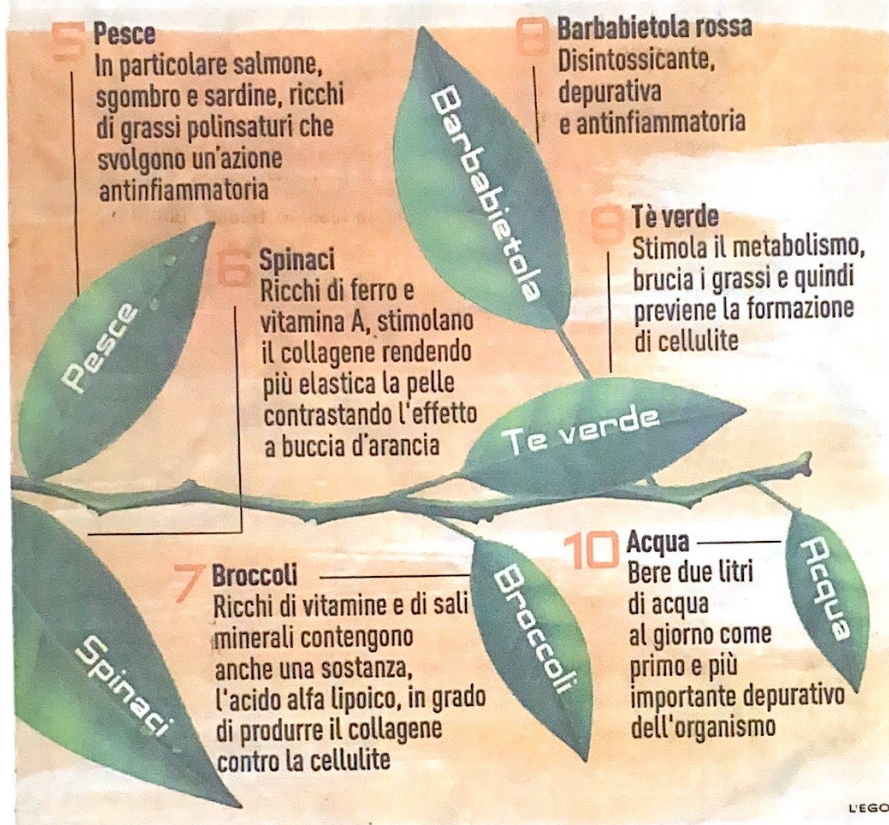 5 Pesce
In particolare salmone,
sgombro e sardine, ricchi
di grassi polinsaturi che
svolgono un'azione
antinfiammatoria
Pesce
6 Spinaci
Ricchi di ferro e
vitamina A, stimolano
il collagene rendendo
più elastica la pelle
contrastando l'effetto
a buccia d'arancia
Spinaci
7 Broccoli
Ricchi di vitamine e di sali
minerali contengono
anche una sostanza,
l'acido alfa lipoico, in grado
di produrre il collagene
contro la cellulite
Broccoli
8 Barbabietola rossa
Disintossicante,
depurativa
e antinfiammatoria
Barbabietola
9 Tè verde
Stimola il metabolismo,
brucia i grassi e quindi
previene la formazione
di cellulite
Te verde
10 Acqua
Bere due litri
di acqua
al giorno come
primo e più
importante depurativo
dell'organismo
Acqua
L'EGO